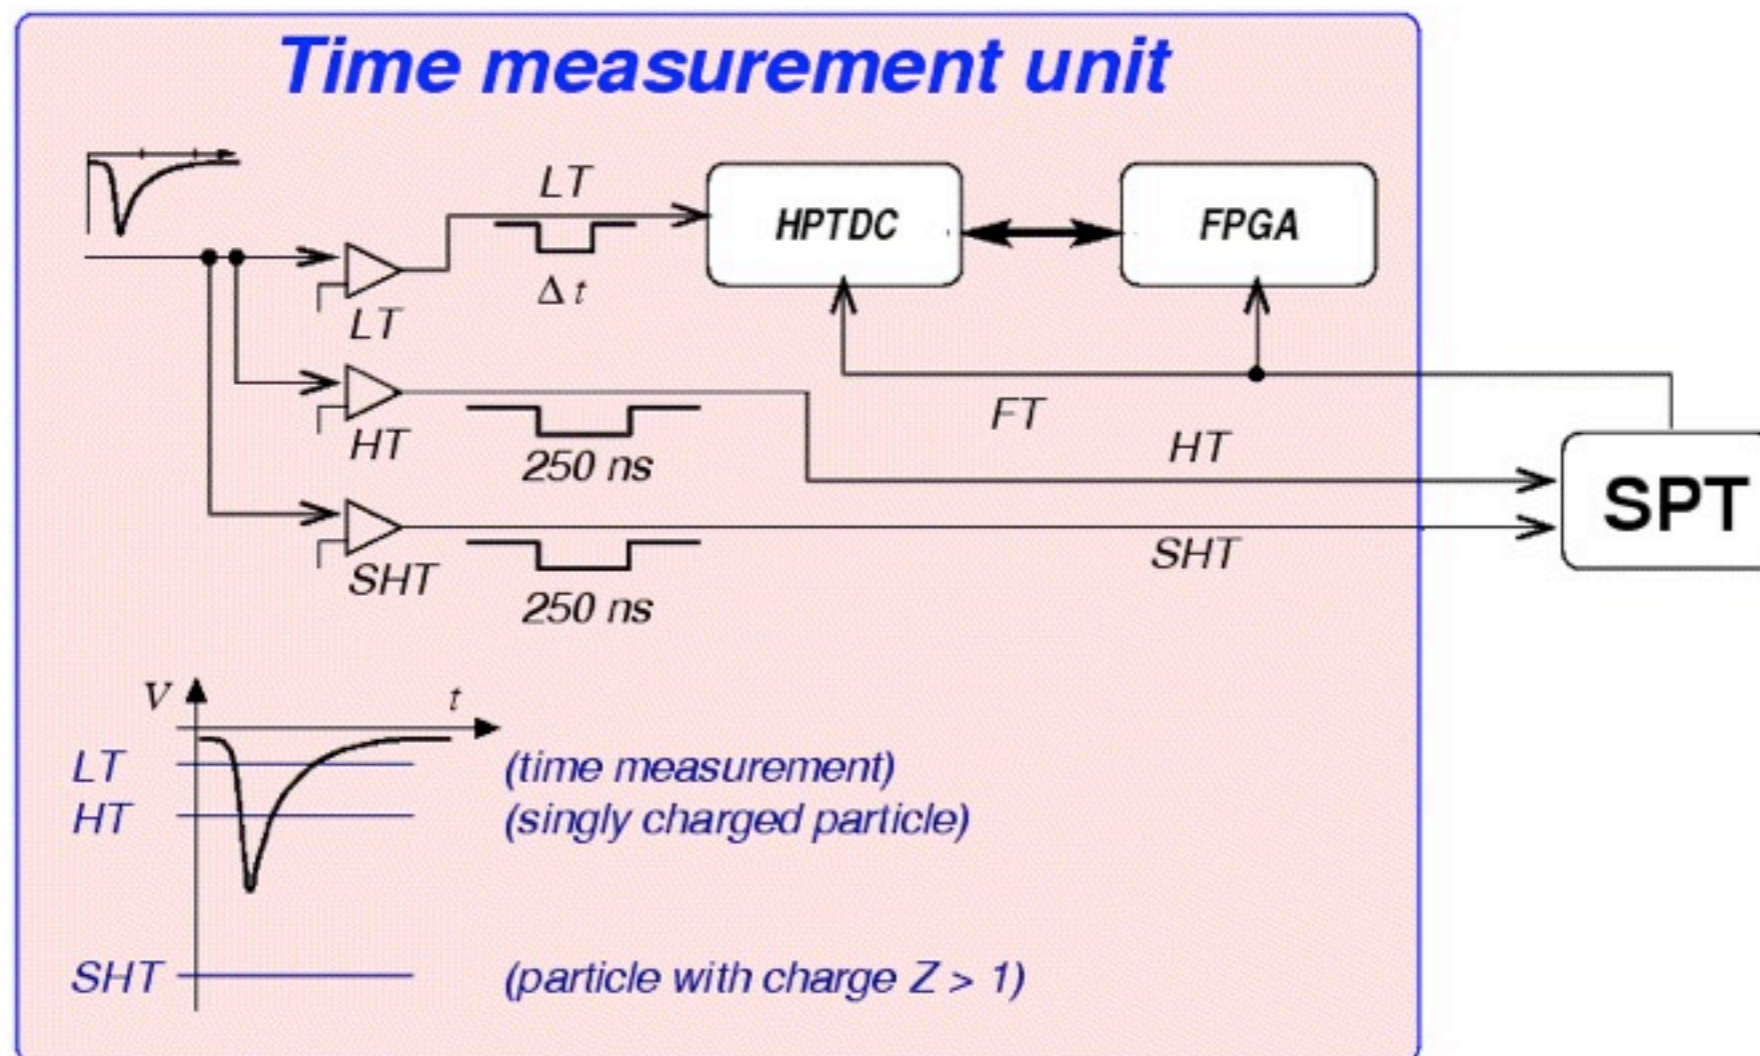 Time measurement unit
LT
HPTDC
FPGA
Δ t
LT
FT
HT
HT
250 ns
SPT
SHT
SHT
250 ns
V
t
LT
(time measurement)
HT
(singly charged particle)
SHT
(particle with charge Z > 1)